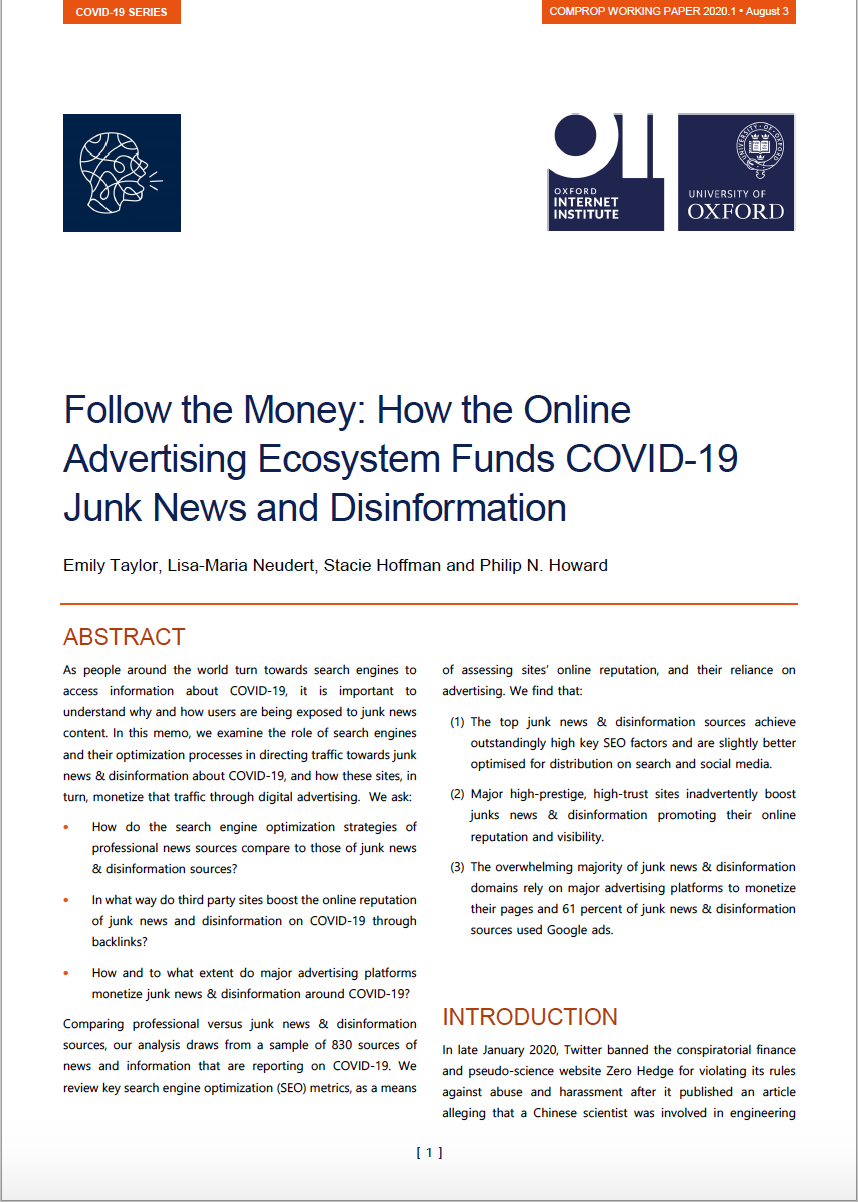 COVID-19 SERIES
COMPROP WORKING PAPER 2020.1 • August 3
OXFORD
INTERNET
INSTITUTE
UNIVERSITY OF OXFORD
UNIVERSITY OF
OXFORD
Follow the Money: How the Online
Advertising Ecosystem Funds COVID-19
Junk News and Disinformation
Emily Taylor, Lisa-Maria Neudert, Stacie Hoffman and Philip N. Howard
ABSTRACT
As people around the world turn towards search engines to
access information about COVID-19, it is important to
understand why and how users are being exposed to junk news
content. In this memo, we examine the role of search engines
and their optimization processes in directing traffic towards junk
news & disinformation about COVID-19, and how these sites, in
turn, monetize that traffic through digital advertising. We ask:
• How do the search engine optimization strategies of
professional news sources compare to those of junk news
& disinformation sources?
• In what way do third party sites boost the online reputation
of junk news and disinformation on COVID-19 through
backlinks?
• How and to what extent do major advertising platforms
monetize junk news & disinformation around COVID-19?
Comparing professional versus junk news & disinformation
sources, our analysis draws from a sample of 830 sources of
news and information that are reporting on COVID-19. We
review key search engine optimization (SEO) metrics, as a means
of assessing sites' online reputation, and their reliance on
advertising. We find that:
(1) The top junk news & disinformation sources achieve
outstandingly high key SEO factors and are slightly better
optimised for distribution on search and social media.
(2) Major high-prestige, high-trust sites inadvertently boost
junks news & disinformation promoting their online
reputation and visibility.
(3) The overwhelming majority of junk news & disinformation
domains rely on major advertising platforms to monetize
their pages and 61 percent of junk news & disinformation
sources used Google ads.
INTRODUCTION
In late January 2020, Twitter banned the conspiratorial finance
and pseudo-science website Zero Hedge for violating its rules
against abuse and harassment after it published an article
alleging that a Chinese scientist was involved in engineering
[ 1 ]